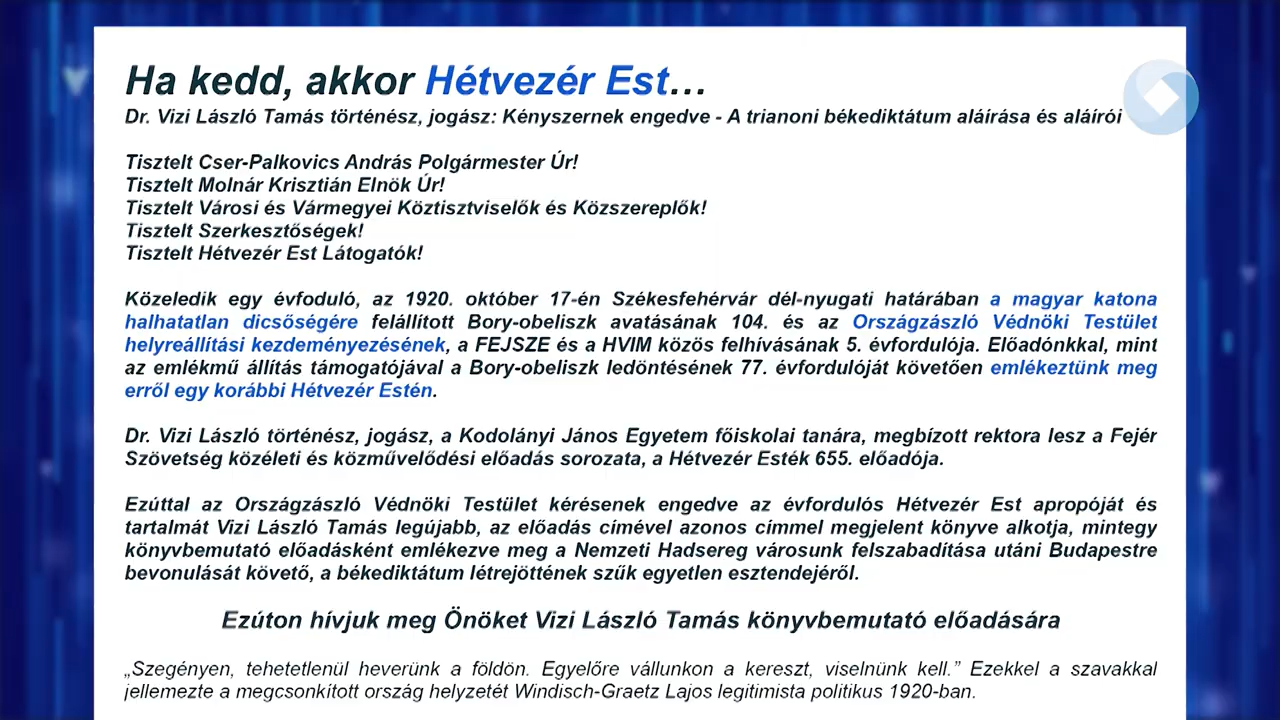 Ha kedd, akkor Hétvezér Est…
Dr. Vizi László Tamás történész, jogász: Kényszernek engedve - A trianoni békediktátum aláírása és aláírói
Tisztelt Cser-Palkovics András Polgármester Úr!
Tisztelt Molnár Krisztián Elnök Úr!
Tisztelt Városi és Vármegyei Köztisztviselők és Közszereplők!
Tisztelt Szerkesztőségek!
Tisztelt Hétvezér Est Látogatók!
Közeledik egy évfoduló, az 1920. október 17-én Székesfehérvár dél-nyugati határában a magyar katona
halhatatlan dicsőségére felállított Bory-obeliszk avatásának 104. és az Országzászló Védnöki Testület
helyreállítási kezdeményezésének, a FEJSZE és a HVIM közös felhívásának 5. évfordulója. Előadónkkal, mint
az emlékmű állítás támogatójával a Bory-obeliszk ledöntésének 77. évfordulóját követően emlékeztünk meg
erről egy korábbi Hétvezér Estén.
Dr. Vizi László történész, jogász, a Kodolányi János Egyetem főiskolai tanára, megbízott rektora lesz a Fejér
Szövetség közéleti és közművelődési előadás sorozata, a Hétvezér Esték 655. előadója.
Ezúttal az Országzászló Védnöki Testület kérésenek engedve az évfordulós Hétvezér Est apropóját és
tartalmát Vizi László Tamás legújabb, az előadás címével azonos címmel megjelent könyve alkotja, mintegy
könyvbemutató előadásként emlékezve meg a Nemzeti Hadsereg városunk felszabadítása utáni Budapestre
bevonulását követő, a békediktátum létrejöttének szűk egyetlen esztendejéről.
Ezúton hívjuk meg Önöket Vizi László Tamás könyvbemutató előadására
„Szegényen, tehetetlenül heverünk a földön. Egyelőre vállunkon a kereszt, viselnünk kell.” Ezekkel a szavakkal
jellemezte a megcsonkított ország helyzetét Windisch-Graetz Lajos legitimista politikus 1920-ban.